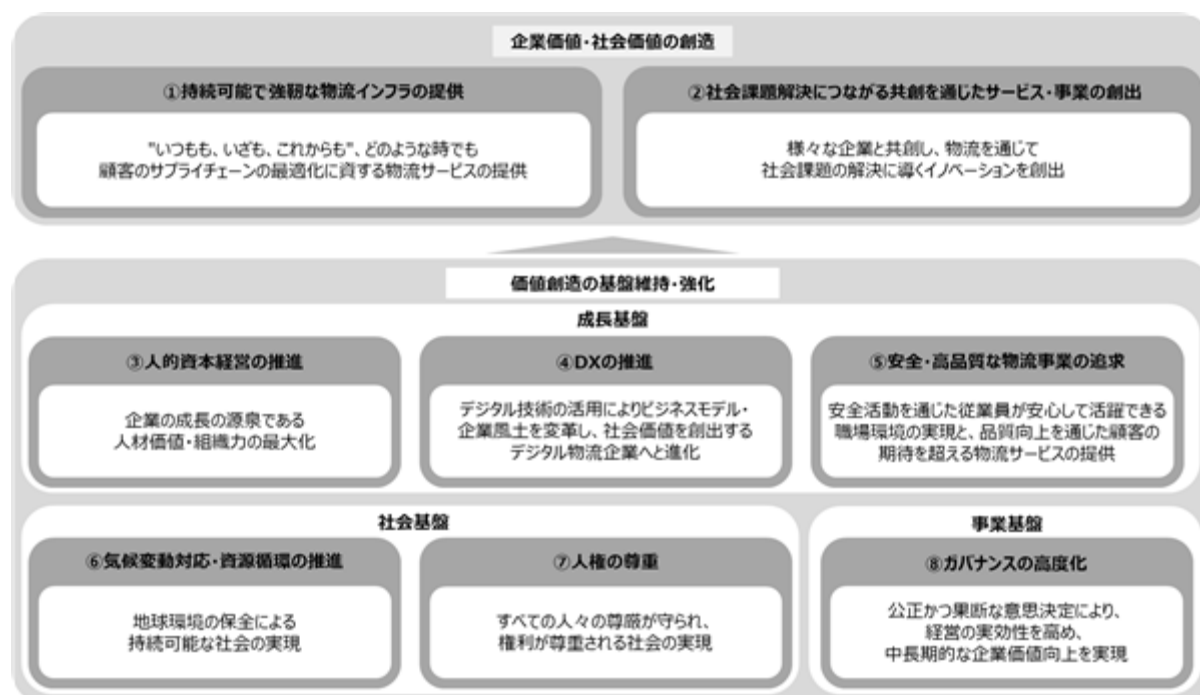 企業価値・社会価値の創造
①持続可能で強靭な物流インフラの提供
"いつもも、いざも、これからも"、どのような時でも
顧客のサプライチェーンの最適化に資する物流サービスの提供
②社会課題解決につながる共創を通じたサービス・事業の創出
様々な企業と共創し、物流を通じて
社会課題の解決に導くイノベーションを創出
価値創造の基盤維持・強化
成長基盤
③人的資本経営の推進
企業の成長の源泉である
人材価値・組織力の最大化
④DXの推進
デジタル技術の活用によりビジネスモデル・
企業風土を変革し、社会価値を創出する
デジタル物流企業へと進化
⑤安全・高品質な物流事業の追求
安全活動を通じた従業員が安心して活躍できる
職場環境の実現と、品質向上を通じた顧客の
期待を超える物流サービスの提供
社会基盤
⑥気候変動対応・資源循環の推進
地球環境の保全による
持続可能な社会の実現
⑦人権の尊重
すべての人々の尊厳が守られ、
権利が尊重される社会の実現
事業基盤
⑧ガバナンスの高度化
公正かつ果断な意思決定により、
経営の実効性を高め、
中長期的な企業価値向上を実現